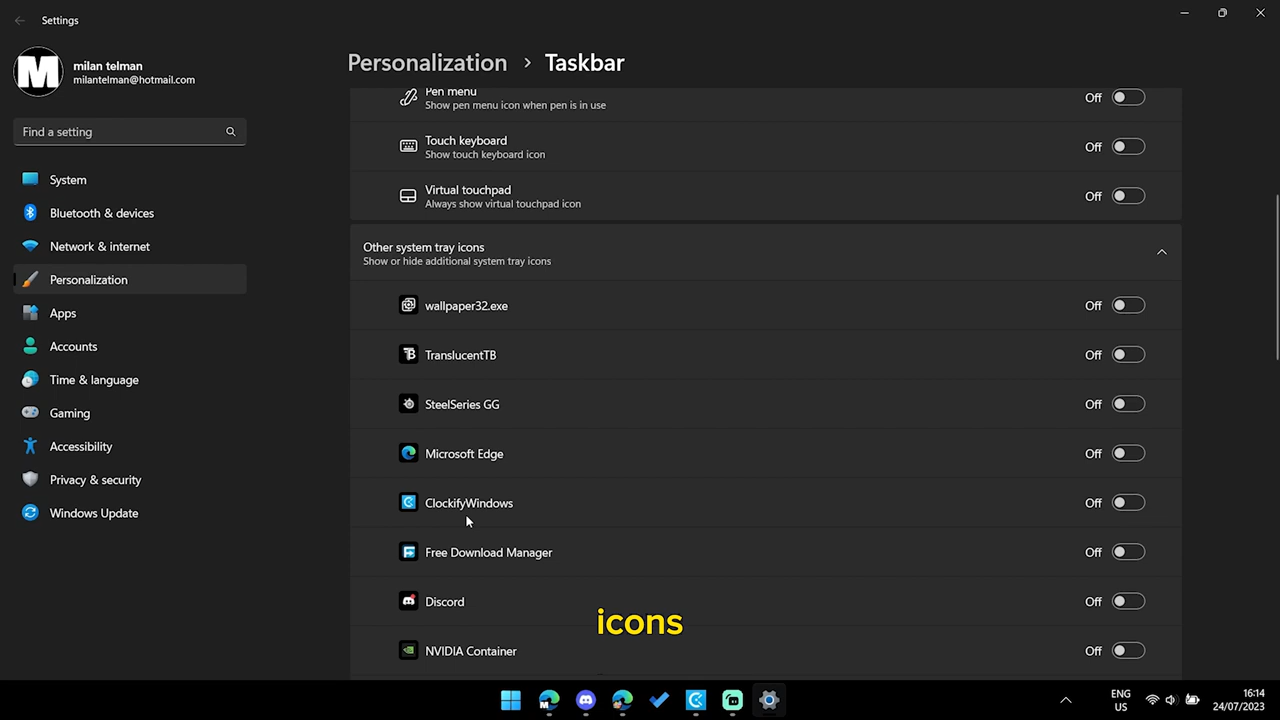 Settings
M
milan telman
milantelman@hotmail.com
Find a setting
System
Bluetooth & devices
Network & internet
Personalization
Apps
Accounts
Time & language
Gaming
Accessibility
Privacy & security
Windows Update
Personalization > Taskbar
Pen menu
Show pen menu icon when pen is in use
Off
Touch keyboard
Show touch keyboard icon
Off
Virtual touchpad
Always show virtual touchpad icon
Off
Other system tray icons
Show or hide additional system tray icons
wallpaper32.exe
Off
TranslucentTB
Off
SteelSeries GG
Off
Microsoft Edge
Off
ClockifyWindows
Off
Free Download Manager
Off
Discord
Off
NVIDIA Container
Off
icons
ENG
US
16:14
24/07/2023